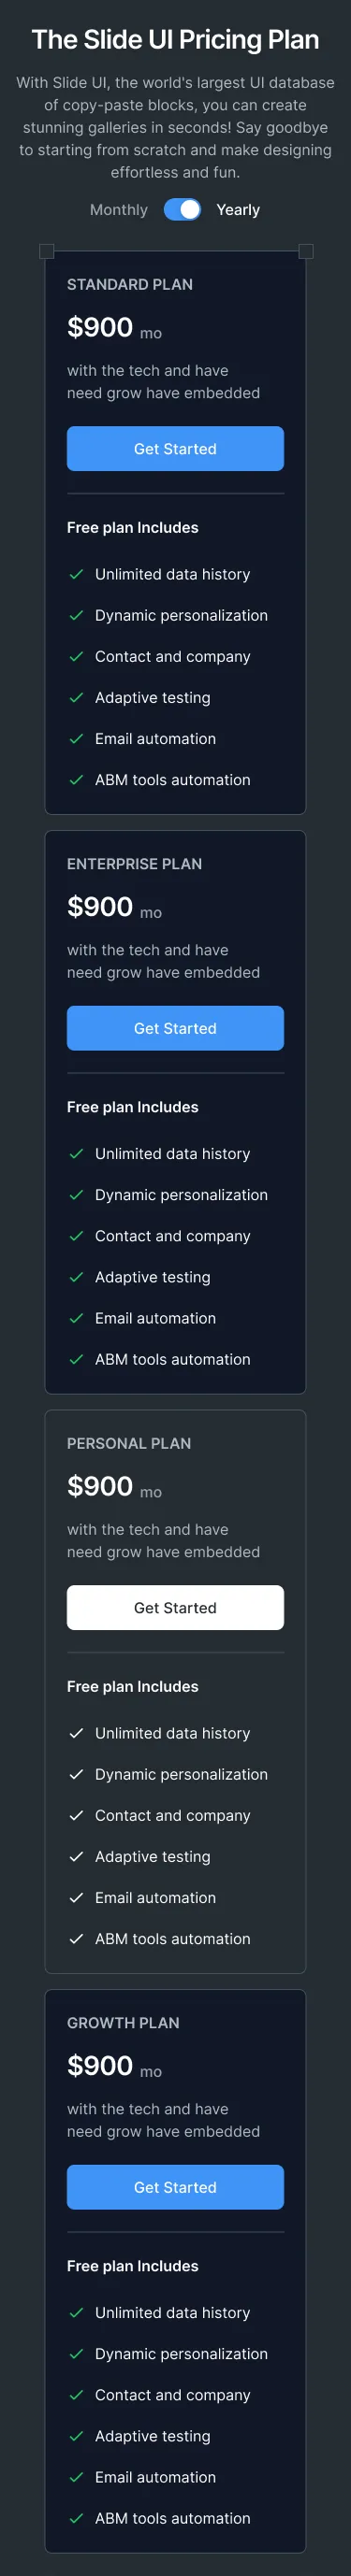 The Slide UI Pricing Plan
With Slide UI, the world's largest UI database
of copy-paste blocks, you can create
stunning galleries in seconds! Say goodbye
to starting from scratch and make designing
effortless and fun.
Monthly Yearly
STANDARD PLAN
$900 mo
with the tech and have
need grow have embedded
Get Started
Free plan Includes
Unlimited data history
Dynamic personalization
Contact and company
Adaptive testing
Email automation
ABM tools automation
ENTERPRISE PLAN
$900 mo
with the tech and have
need grow have embedded
Get Started
Free plan Includes
Unlimited data history
Dynamic personalization
Contact and company
Adaptive testing
Email automation
ABM tools automation
PERSONAL PLAN
$900 mo
with the tech and have
need grow have embedded
Get Started
Free plan Includes
Unlimited data history
Dynamic personalization
Contact and company
Adaptive testing
Email automation
ABM tools automation
GROWTH PLAN
$900 mo
with the tech and have
need grow have embedded
Get Started
Free plan Includes
Unlimited data history
Dynamic personalization
Contact and company
Adaptive testing
Email automation
ABM tools automation